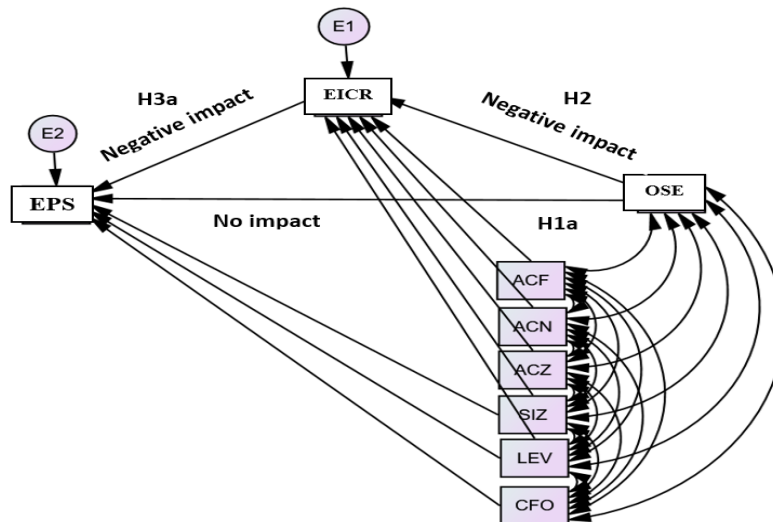 E1
EICR
H3a
H2
Negative impact
Negative impact
E2
EPS
OSE
No impact
H1a
ACF
ACN
ACZ
SIZ
LEV
CFO